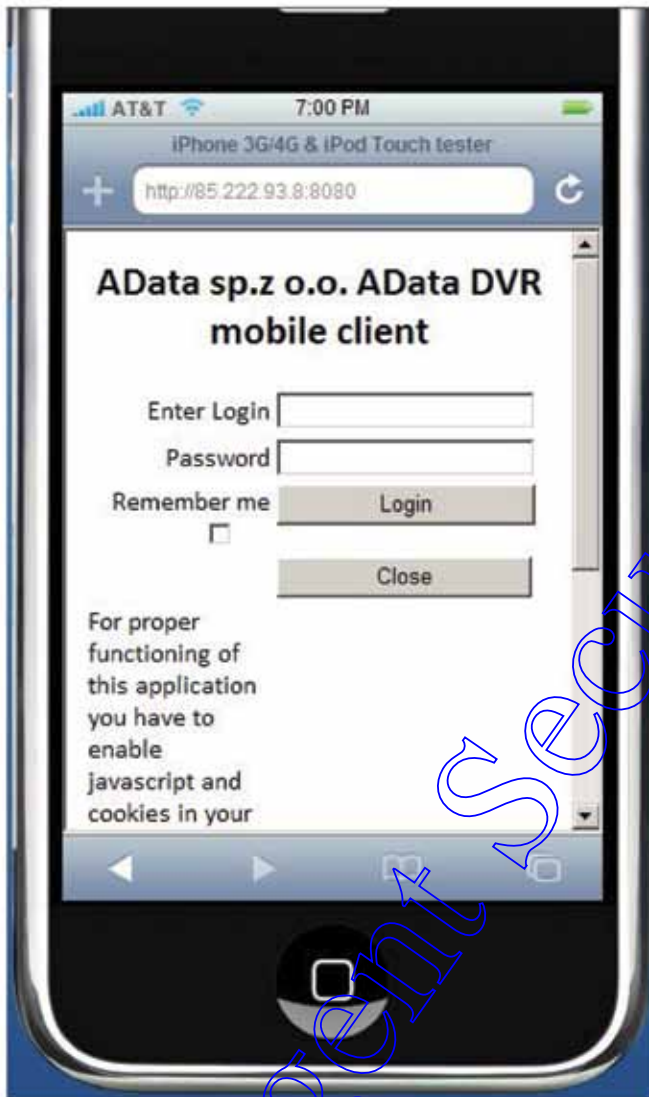 AT&T 7:00 PM
iPhone 3G/4G & iPod Touch tester
http://85.222.93.8:8080
AData sp.z o.o. AData DVR
mobile client
Enter Login
Password
Remember me Login
Close
For proper
functioning of
this application
you have to
enable
javascript and
cookies in your